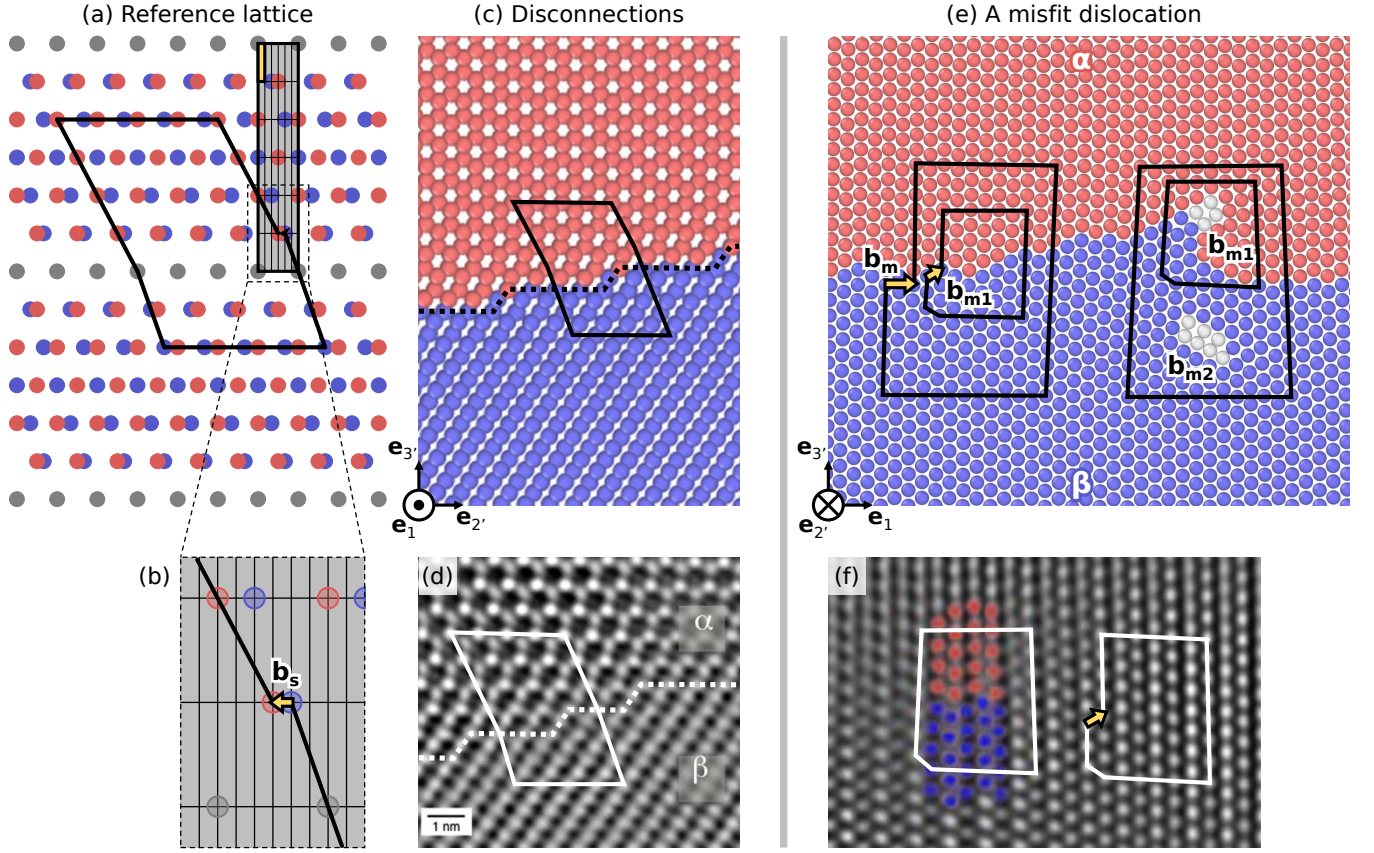 (a) Reference lattice
(c) Disconnections
(e) A misfit dislocation
α
b_m
b_m1
b_m1
b_m2
β
e_3'
e_1
e_2'
e_3'
e_2'
e_1
(b)
b_s
(d)
α
β
1 nm
(f)